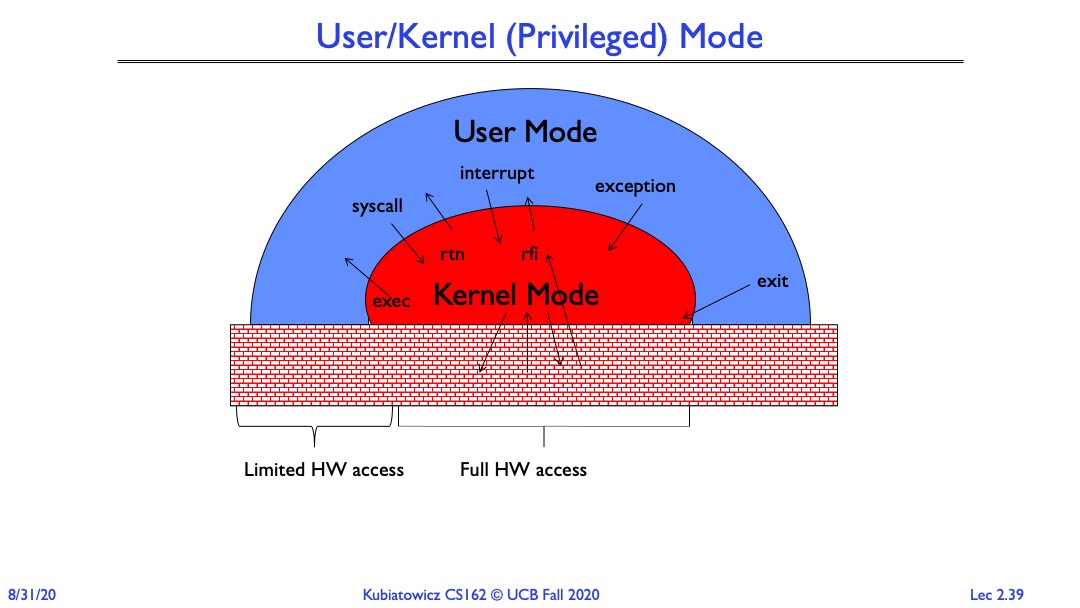 User/Kernel (Privileged) Mode
User Mode
interrupt
exception
syscall
rtn
rfi
exit
exec
Kernel Mode
Limited HW access
Full HW access
8/31/20
Kubiatowicz CS162 © UCB Fall 2020
Lec 2.39